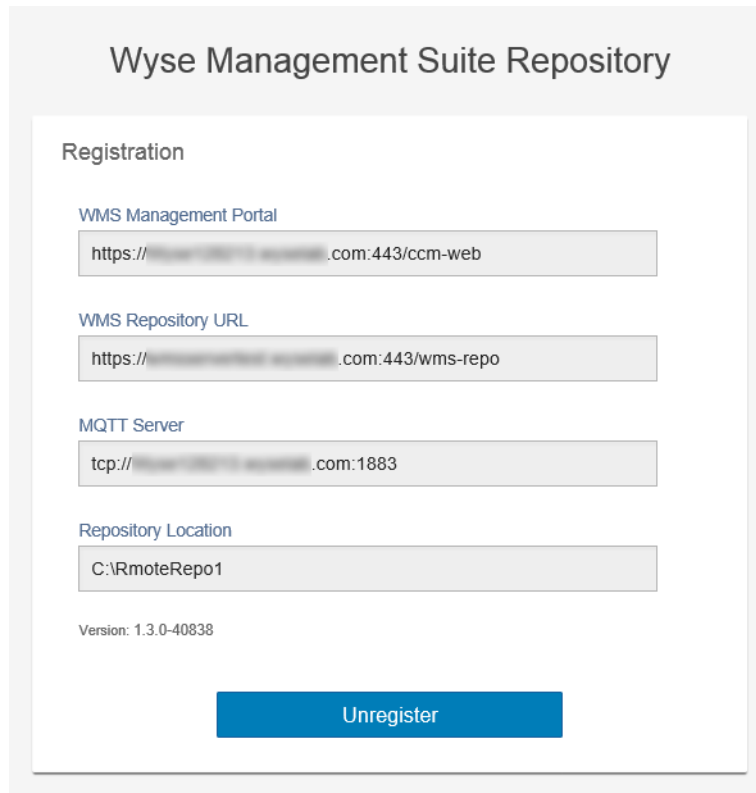 Wyse Management Suite Repository
Registration
WMS Management Portal
https:// .com:443/ccm-web
WMS Repository URL
https:// .com:443/wms-repo
MQTT Server
tcp:// .com:1883
Repository Location
C:\RmoteRepo1
Version: 1.3.0-40838
Unregister